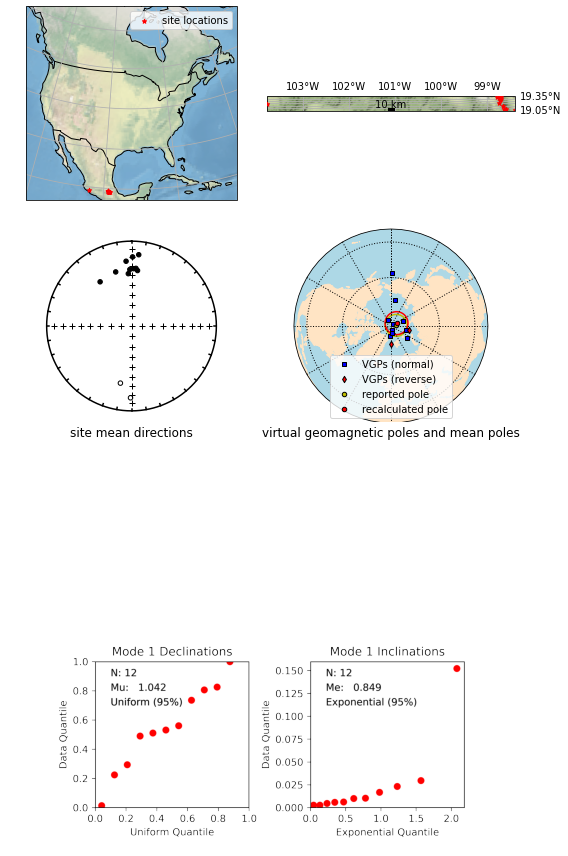 site locations
103°W 102°W 101°W 100°W 99°W
19.35°N
10 km
19.05°N
VGPs (normal)
VGPs (reverse)
reported pole
recalculated pole
site mean directions
virtual geomagnetic poles and mean poles
Mode 1 Declinations
N: 12
Mu: 1.042
Uniform (95%)
Data Quantile
1.0
0.8
0.6
0.4
0.2
0.0
0.0 0.2 0.4 0.6 0.8 1.0
Uniform Quantile
Mode 1 Inclinations
N: 12
Me: 0.849
Exponential (95%)
Data Quantile
0.150
0.125
0.100
0.075
0.050
0.025
0.000
0.0 0.5 1.0 1.5 2.0
Exponential Quantile